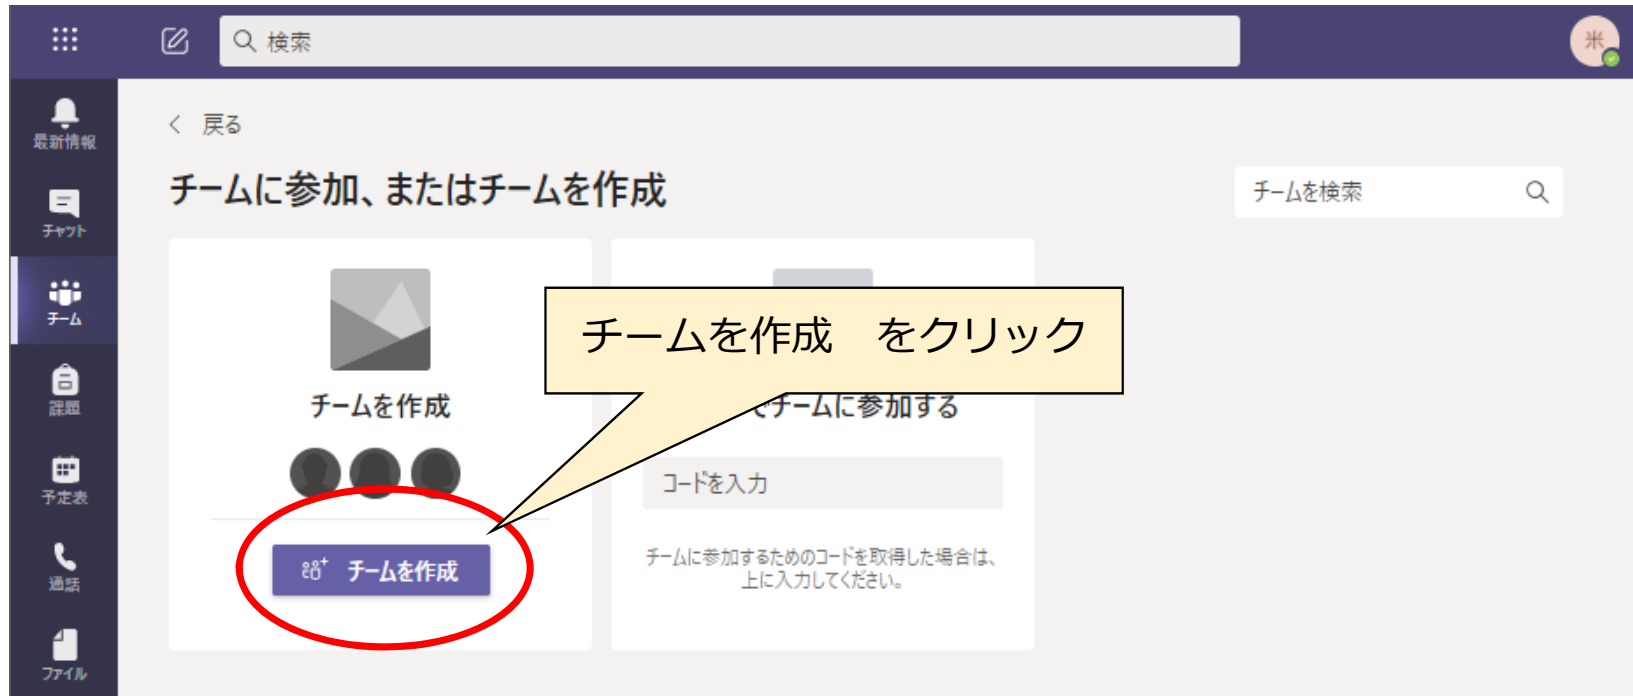 検索
米
最新情報
チャット
チーム
課題
予定表
通話
ファイル
< 戻る
チームに参加、またはチームを作成
チームを検索
チームを作成
チームを作成
チームを作成　をクリック
でチームに参加する
コードを入力
チームに参加するためのコードを取得した場合は、
上に入力してください。